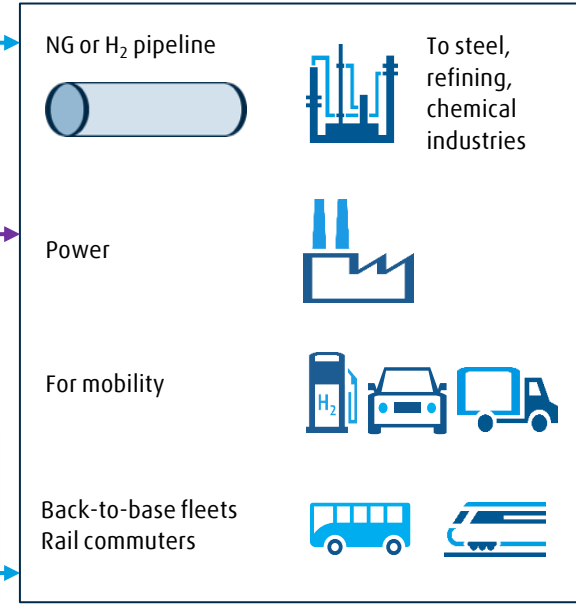 NG or H₂ pipeline
To steel,
refining,
chemical
industries
Power
For mobility
H₂
Back-to-base fleets
Rail commuters